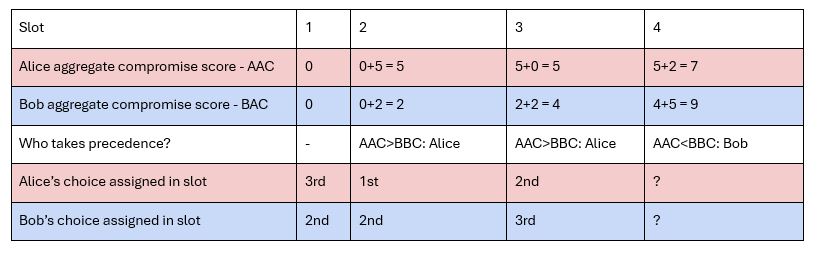 Slot 1 2 3 4
Alice aggregate compromise score - AAC 0 0+5 = 5 5+0 = 5 5+2 = 7
Bob aggregate compromise score - BAC 0 0+2 = 2 2+2 = 4 4+5 = 9
Who takes precedence? - AAC>BBC: Alice AAC>BBC: Alice AAC<BBC: Bob
Alice’s choice assigned in slot 3rd 1st 2nd ?
Bob’s choice assigned in slot 2nd 2nd 3rd ?